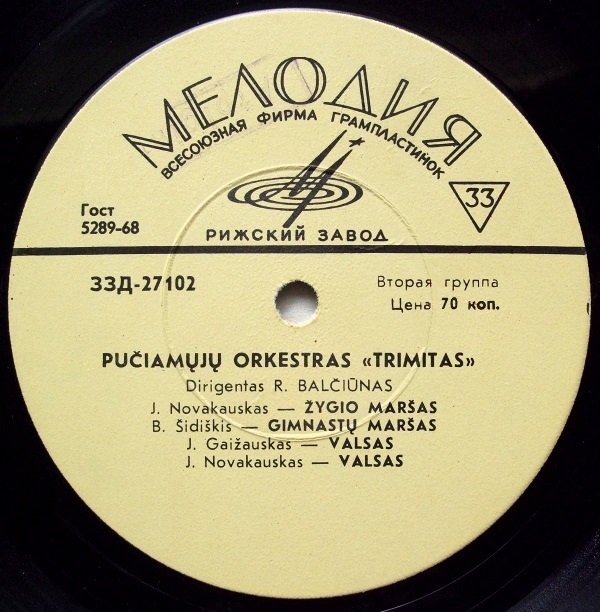 МЕЛОДИЯ
ВСЕСОЮЗНАЯ ФИРМА ГРАМПЛАСТИНОК
33
Гост
5289-68
РИЖСКИЙ ЗАВОД
33Д-27102
Вторая группа
Цена 70 коп.
PUČIAMŲJŲ ORKESTRAS «TRIMITAS»
Dirigentas R. BALČIŪNAS
J. Novakauskas — ŽYGIO MARŠAS
B. Šidiškis — GIMNASTŲ MARŠAS
J. Gaižauskas — VALSAS
J. Novakauskas — VALSAS